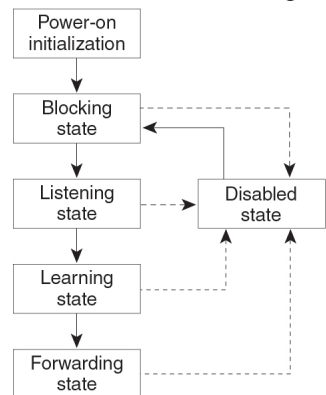 Power-on
initialization
Blocking
state
Listening
state
Disabled
state
Learning
state
Forwarding
state